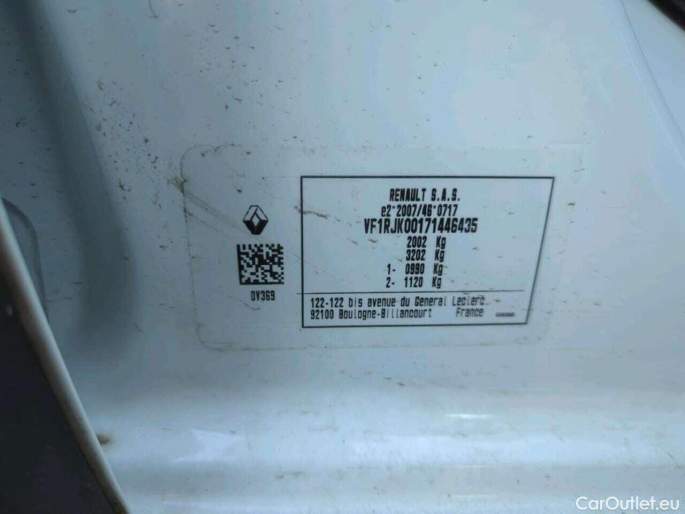 RENAULT S.A.S.
e2*2007/46*0717
VF1RJK00171446435
2002 Kg
3202 Kg
1- 0990 Kg
2- 1120 Kg
0V369
122-122 bis avenue du General Leclerc
92100 Boulogne-Billancourt France
CarOutlet.eu